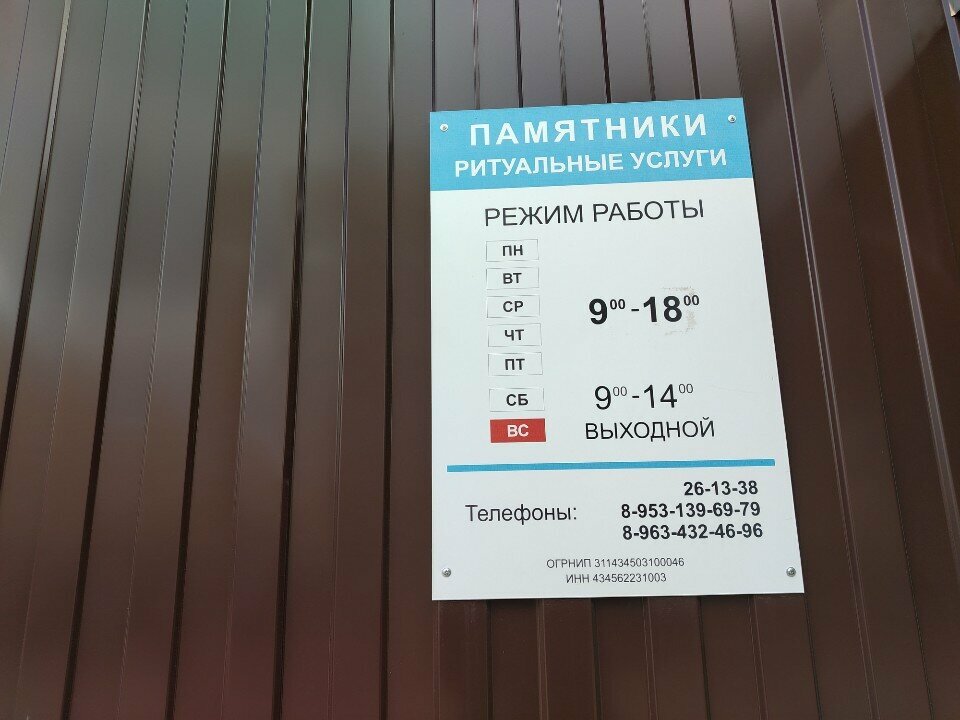 ПАМЯТНИКИ
РИТУАЛЬНЫЕ УСЛУГИ
РЕЖИМ РАБОТЫ
ПН
ВТ
СР 9⁰⁰-18⁰⁰
ЧТ
ПТ
СБ 9⁰⁰-14⁰⁰
ВС ВЫХОДНОЙ
26-13-38
Телефоны: 8-953-139-69-79
8-963-432-46-96
ОГРНИП 311434503100046
ИНН 434562231003